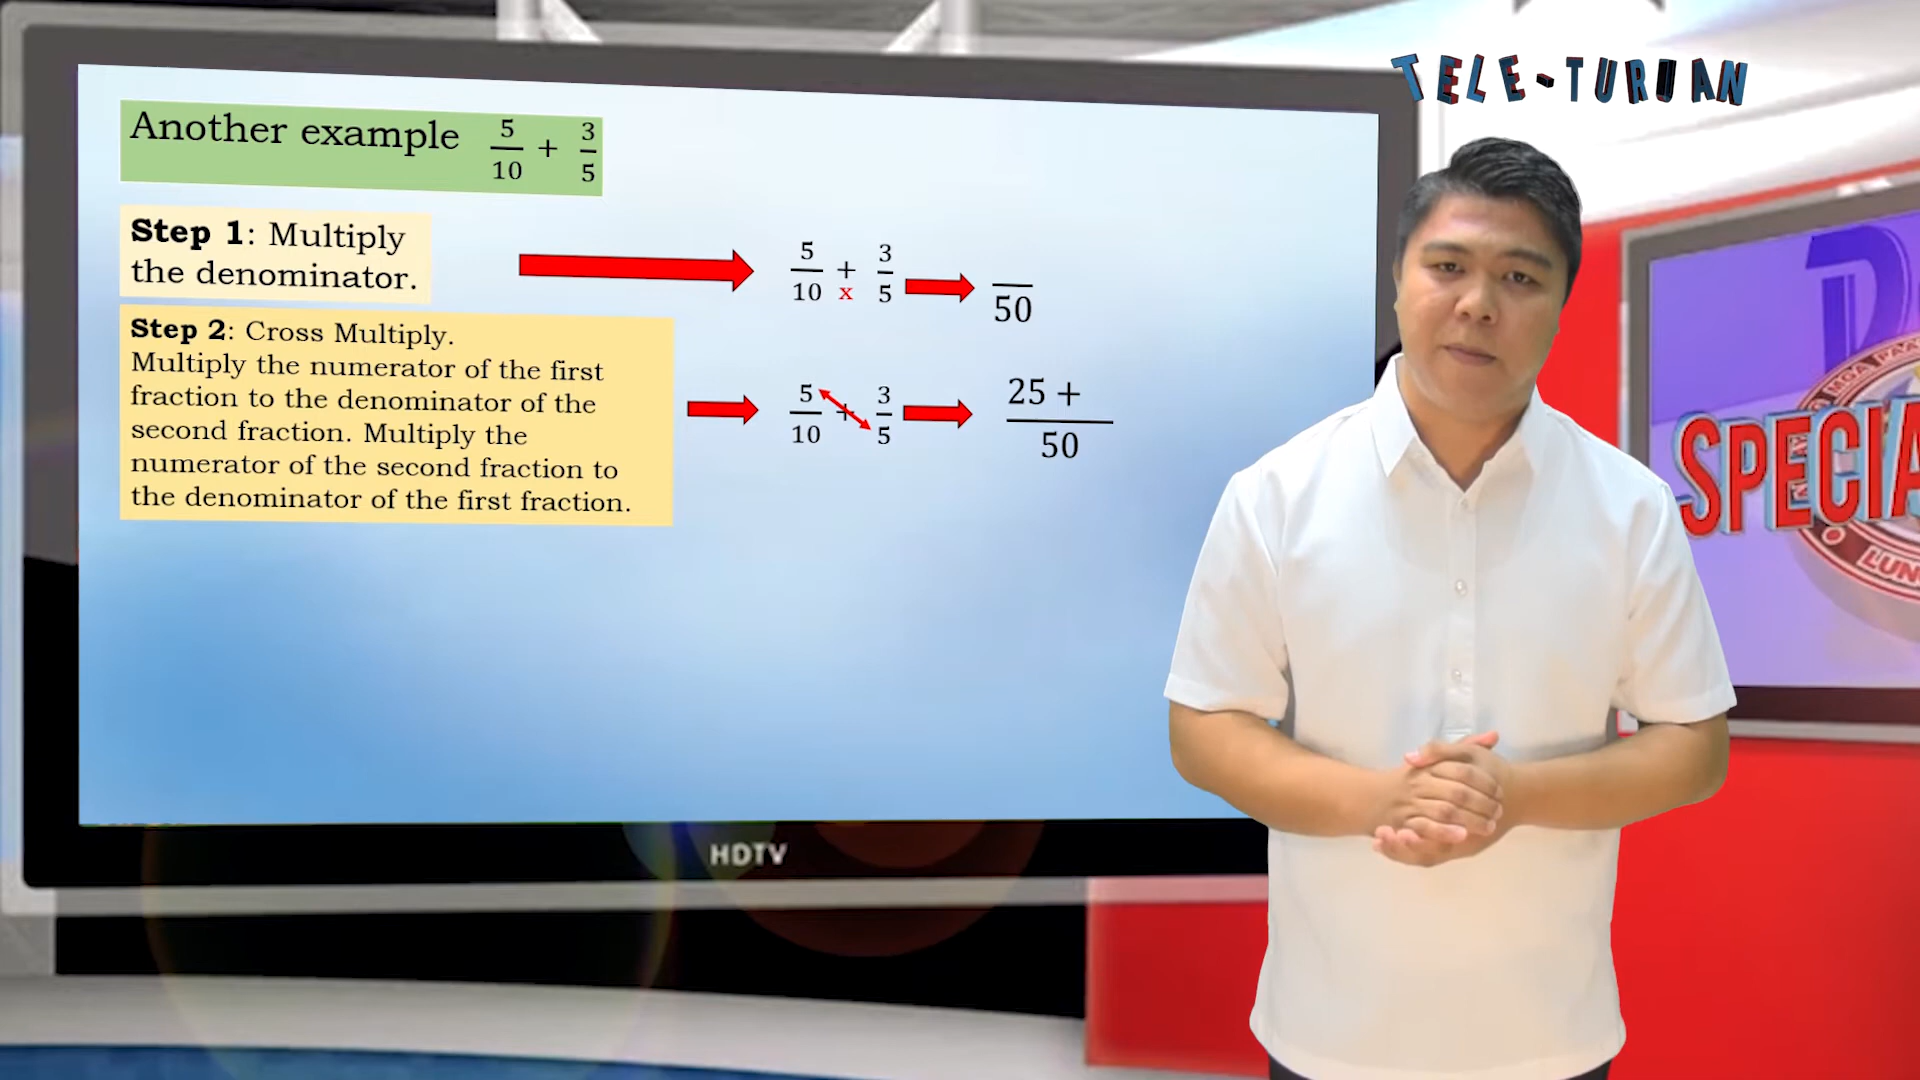 TELE-TURUAN
Another example 5/10 + 3/5
Step 1: Multiply
the denominator.
5/10 + 3/5
x
50
Step 2: Cross Multiply.
Multiply the numerator of the first
fraction to the denominator of the
second fraction. Multiply the
numerator of the second fraction to
the denominator of the first fraction.
5/10 + 3/5
25 +
50
HDTV
MGA PAA
SPECIA
LUN